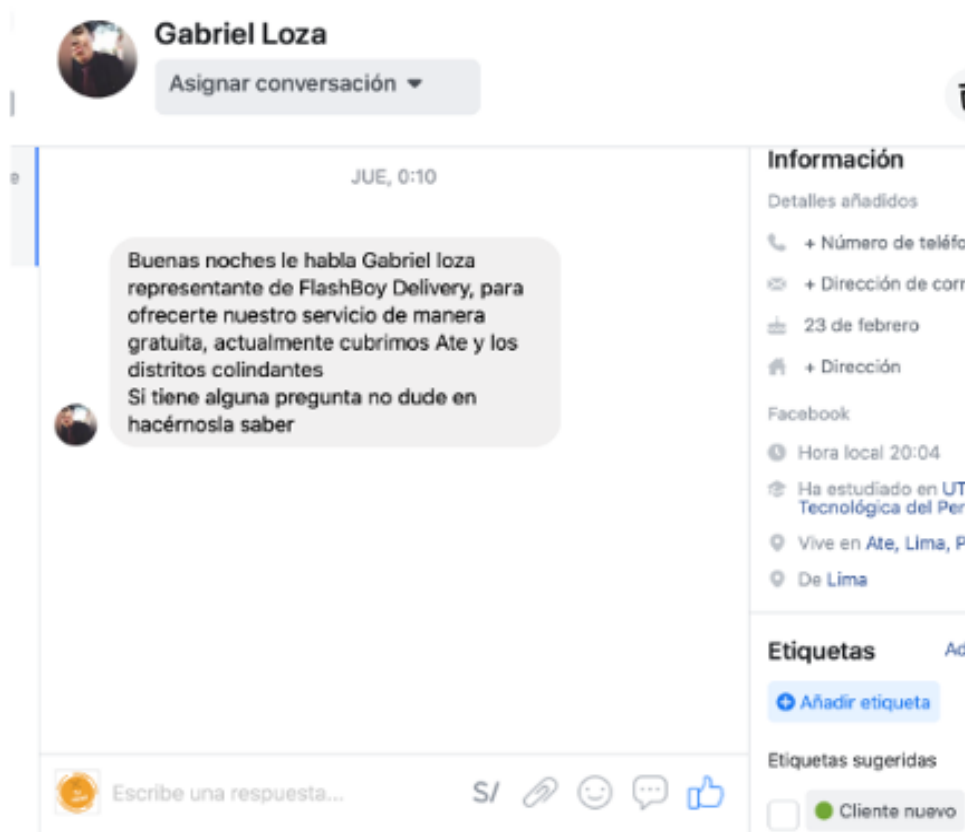 Gabriel Loza
Asignar conversación
JUE, 0:10
Buenas noches le habla Gabriel loza
representante de FlashBoy Delivery, para
ofrecerte nuestro servicio de manera
gratuita, actualmente cubrimos Ate y los
distritos colindantes
Si tiene alguna pregunta no dude en
hacérnosla saber
Escribe una respuesta...
S/
Información
Detalles añadidos
+ Número de teléfo
+ Dirección de corr
23 de febrero
+ Dirección
Facebook
Hora local 20:04
Ha estudiado en UT
Tecnológica del Per
Vive en Ate, Lima, P
De Lima
Etiquetas
Ad
Añadir etiqueta
Etiquetas sugeridas
Cliente nuevo